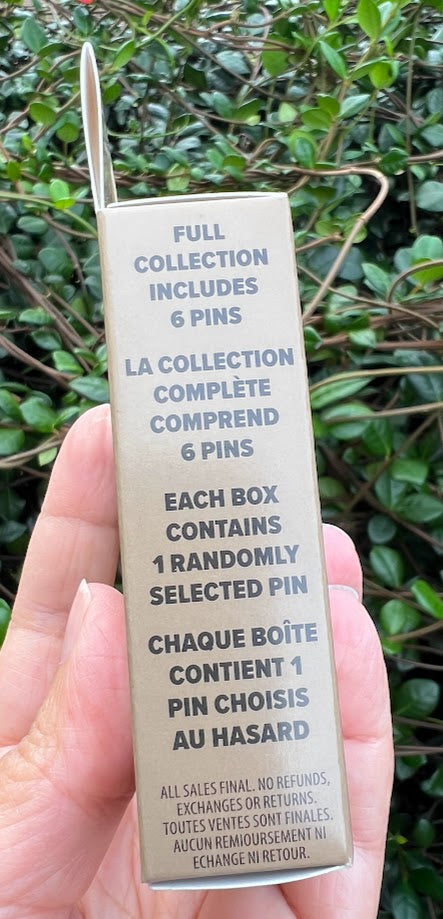 FULL
COLLECTION
INCLUDES
6 PINS
LA COLLECTION
COMPLÈTE
COMPREND
6 PINS
EACH BOX
CONTAINS
1 RANDOMLY
SELECTED PIN
CHAQUE BOÎTE
CONTIENT 1
PIN CHOISIS
AU HASARD
ALL SALES FINAL. NO REFUNDS,
EXCHANGES OR RETURNS.
TOUTES VENTES SONT FINALES.
AUCUN REMIOURSEMENT NI
ECHANGE NI RETOUR.